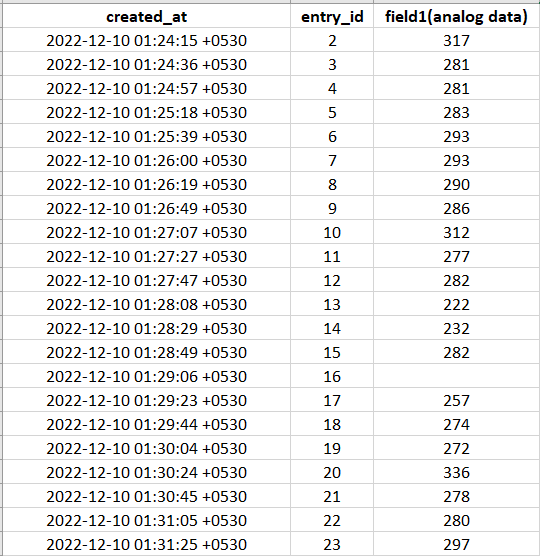 created_at entry_id field1(analog data)
2022-12-10 01:24:15 +0530 2 317
2022-12-10 01:24:36 +0530 3 281
2022-12-10 01:24:57 +0530 4 281
2022-12-10 01:25:18 +0530 5 283
2022-12-10 01:25:39 +0530 6 293
2022-12-10 01:26:00 +0530 7 293
2022-12-10 01:26:19 +0530 8 290
2022-12-10 01:26:49 +0530 9 286
2022-12-10 01:27:07 +0530 10 312
2022-12-10 01:27:27 +0530 11 277
2022-12-10 01:27:47 +0530 12 282
2022-12-10 01:28:08 +0530 13 222
2022-12-10 01:28:29 +0530 14 232
2022-12-10 01:28:49 +0530 15 282
2022-12-10 01:29:06 +0530 16
2022-12-10 01:29:23 +0530 17 257
2022-12-10 01:29:44 +0530 18 274
2022-12-10 01:30:04 +0530 19 272
2022-12-10 01:30:24 +0530 20 336
2022-12-10 01:30:45 +0530 21 278
2022-12-10 01:31:05 +0530 22 280
2022-12-10 01:31:25 +0530 23 297